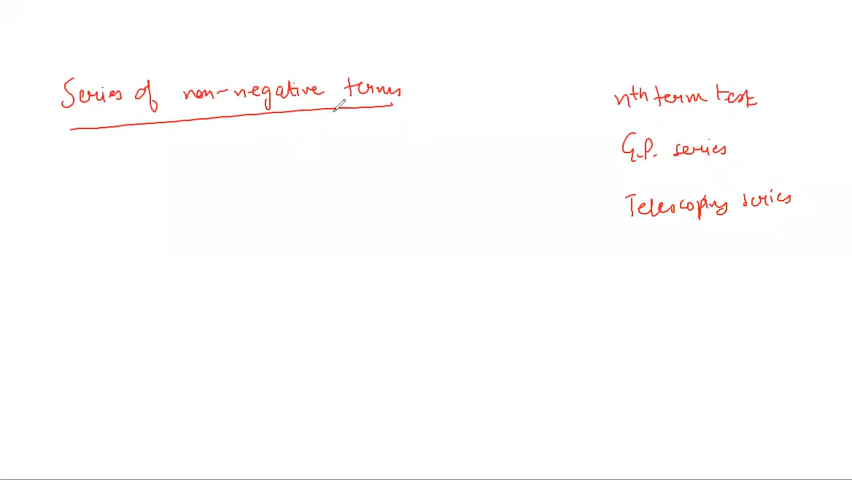 Series of non-negative terms
nth term test
G.P. series
Telescoping series